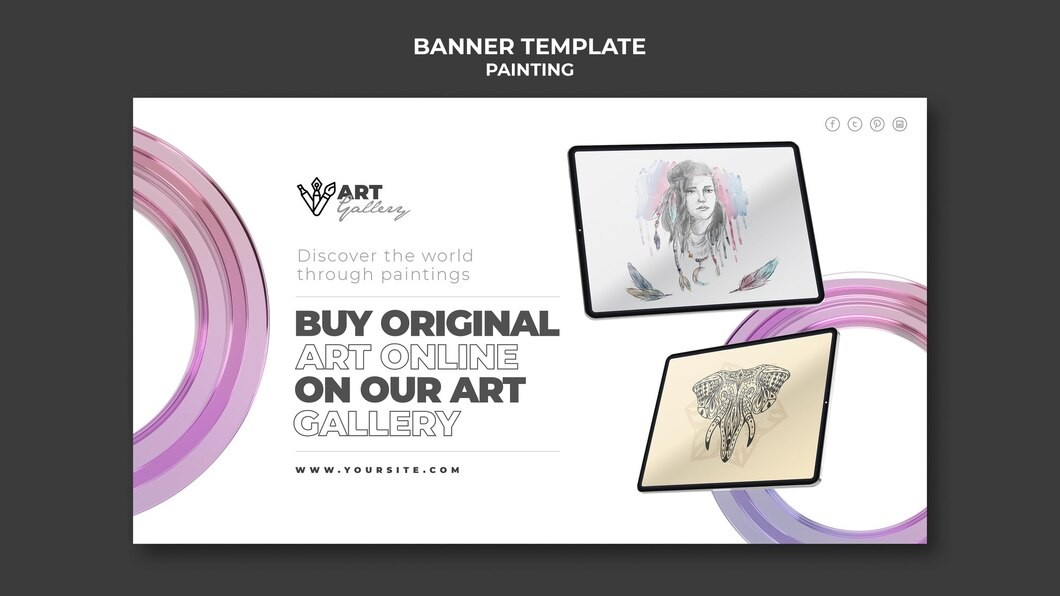 BANNER TEMPLATE
PAINTING
ART
Gallery
Discover the world
through paintings
BUY ORIGINAL
ART ONLINE
ON OUR ART
GALLERY
WWW.YOURSITE.COM